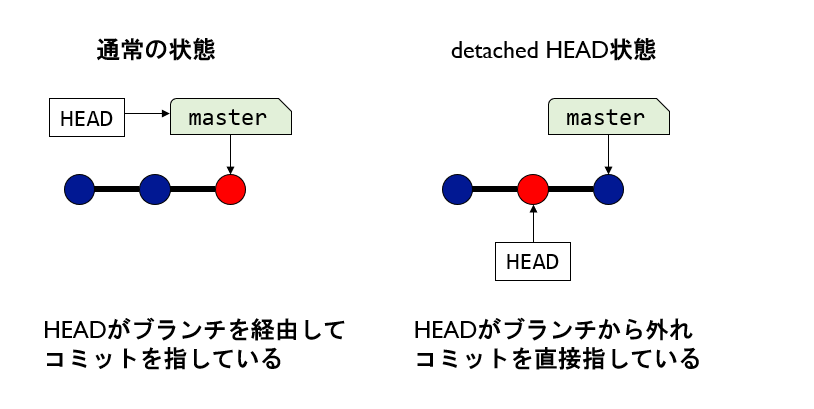 通常の状態
HEAD
master
HEADがブランチを経由して
コミットを指している
detached HEAD状態
master
HEAD
HEADがブランチから外れ
コミットを直接指している